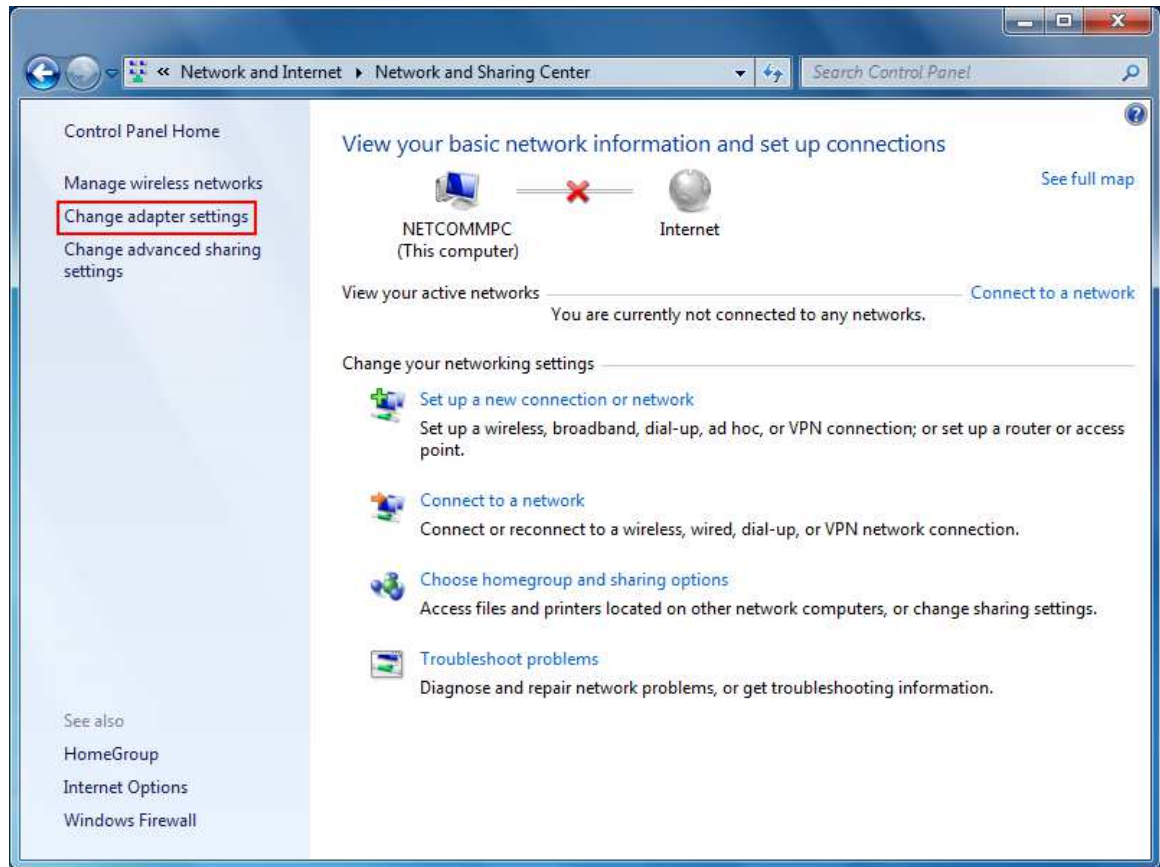 « Network and Internet ▸ Network and Sharing Center
Search Control Panel
Control Panel Home
Manage wireless networks
Change adapter settings
Change advanced sharing
settings
See also
HomeGroup
Internet Options
Windows Firewall
View your basic network information and set up connections
See full map
NETCOMMPC
(This computer)
Internet
View your active networks
Connect to a network
You are currently not connected to any networks.
Change your networking settings
Set up a new connection or network
Set up a wireless, broadband, dial-up, ad hoc, or VPN connection; or set up a router or access
point.
Connect to a network
Connect or reconnect to a wireless, wired, dial-up, or VPN network connection.
Choose homegroup and sharing options
Access files and printers located on other network computers, or change sharing settings.
Troubleshoot problems
Diagnose and repair network problems, or get troubleshooting information.